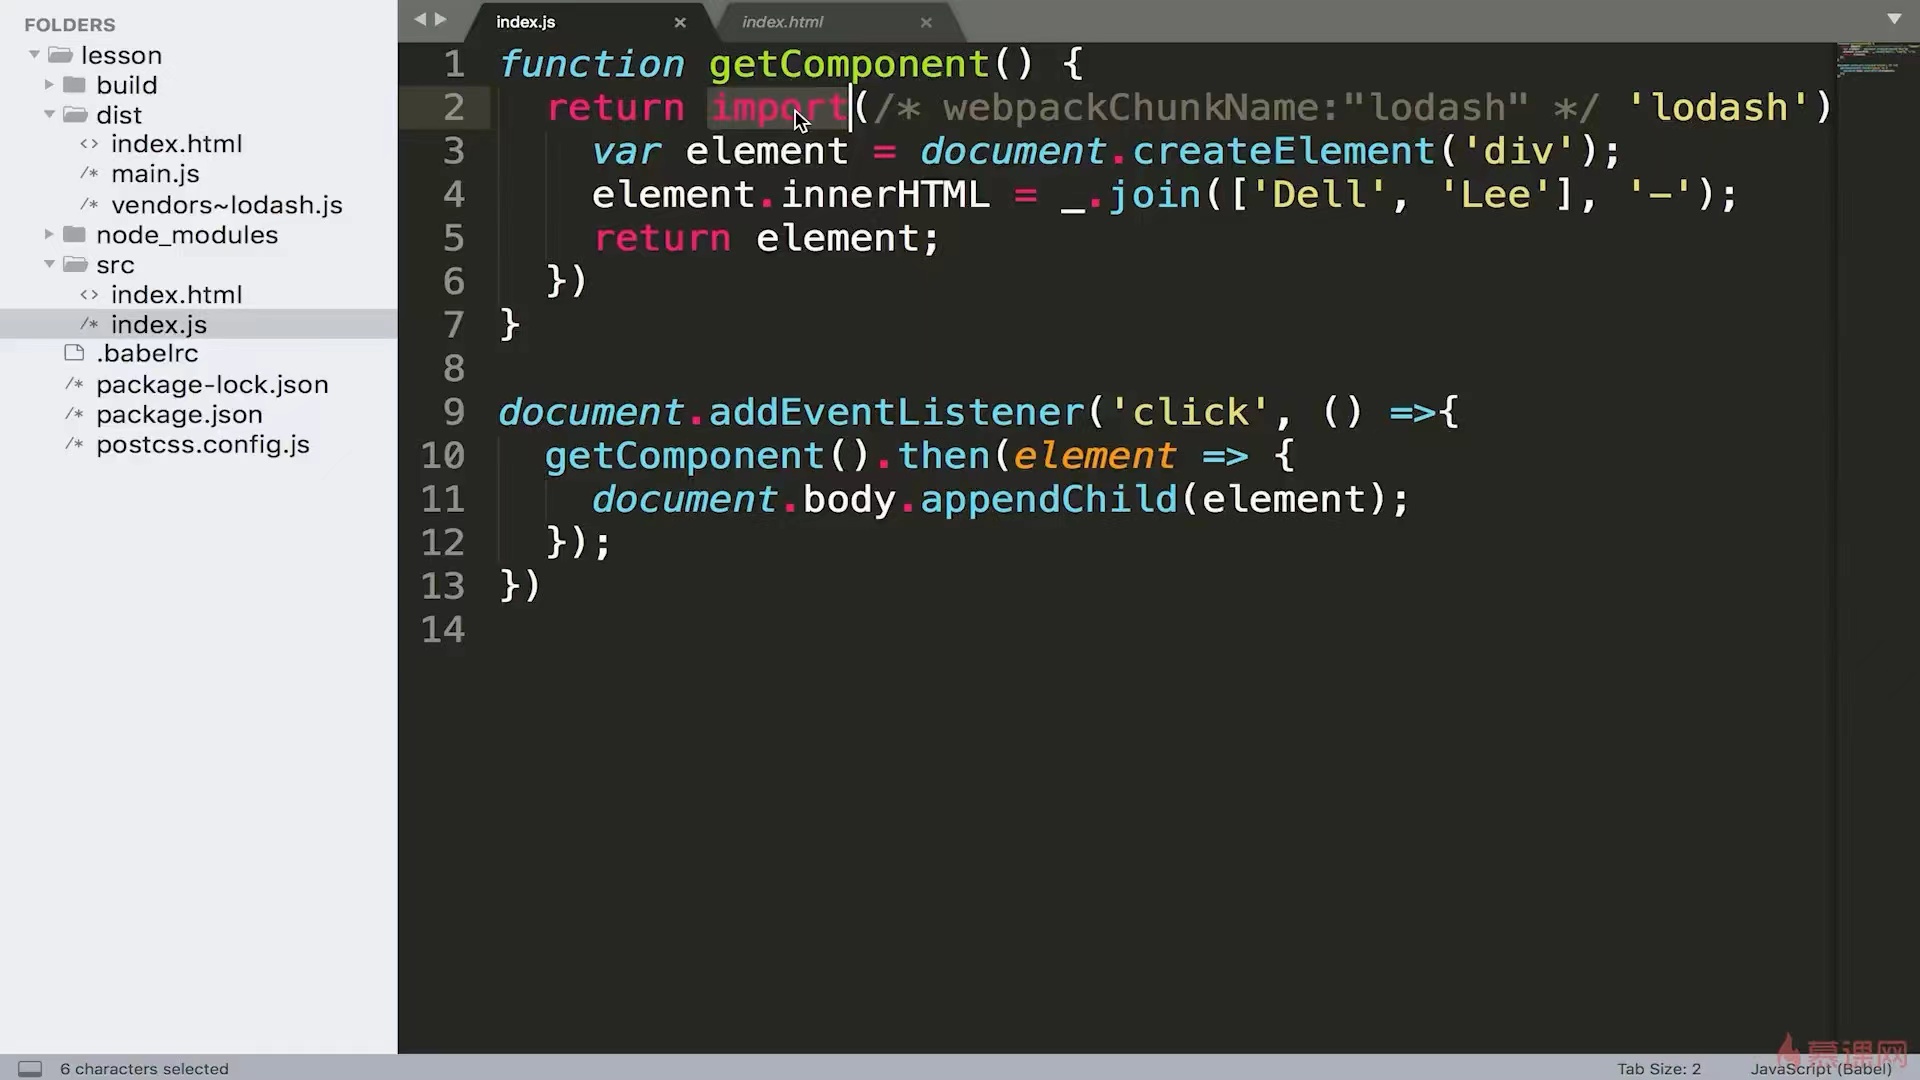 FOLDERS
lesson
build
dist
index.html
main.js
vendors~lodash.js
node_modules
src
index.html
index.js
.babelrc
package-lock.json
package.json
postcss.config.js
index.js
index.html
1 function getComponent() {
2 return import(/* webpackChunkName:"lodash" */ 'lodash')
3 var element = document.createElement('div');
4 element.innerHTML = _.join(['Dell', 'Lee'], '-');
5 return element;
6 })
7 }
8
9 document.addEventListener('click', () =>{
10 getComponent().then(element => {
11 document.body.appendChild(element);
12 });
13 })
14
6 characters selected
Tab Size: 2
JavaScript (Babel)
慕课网